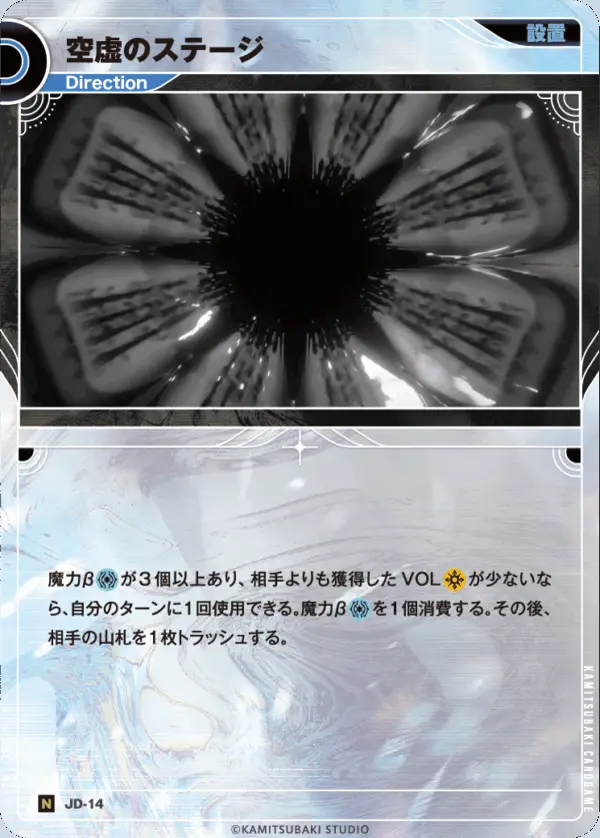 空虚のステージ
設置
Direction
魔力β が3個以上あり、相手よりも獲得した VOL が少ないな
ら、自分のターンに1回使用できる。魔力β を1個消費する。その後、
相手の山札を1枚トラッシュする。
KAMITSUBAKI CARDGAME
N JD-14
©KAMITSUBAKI STUDIO